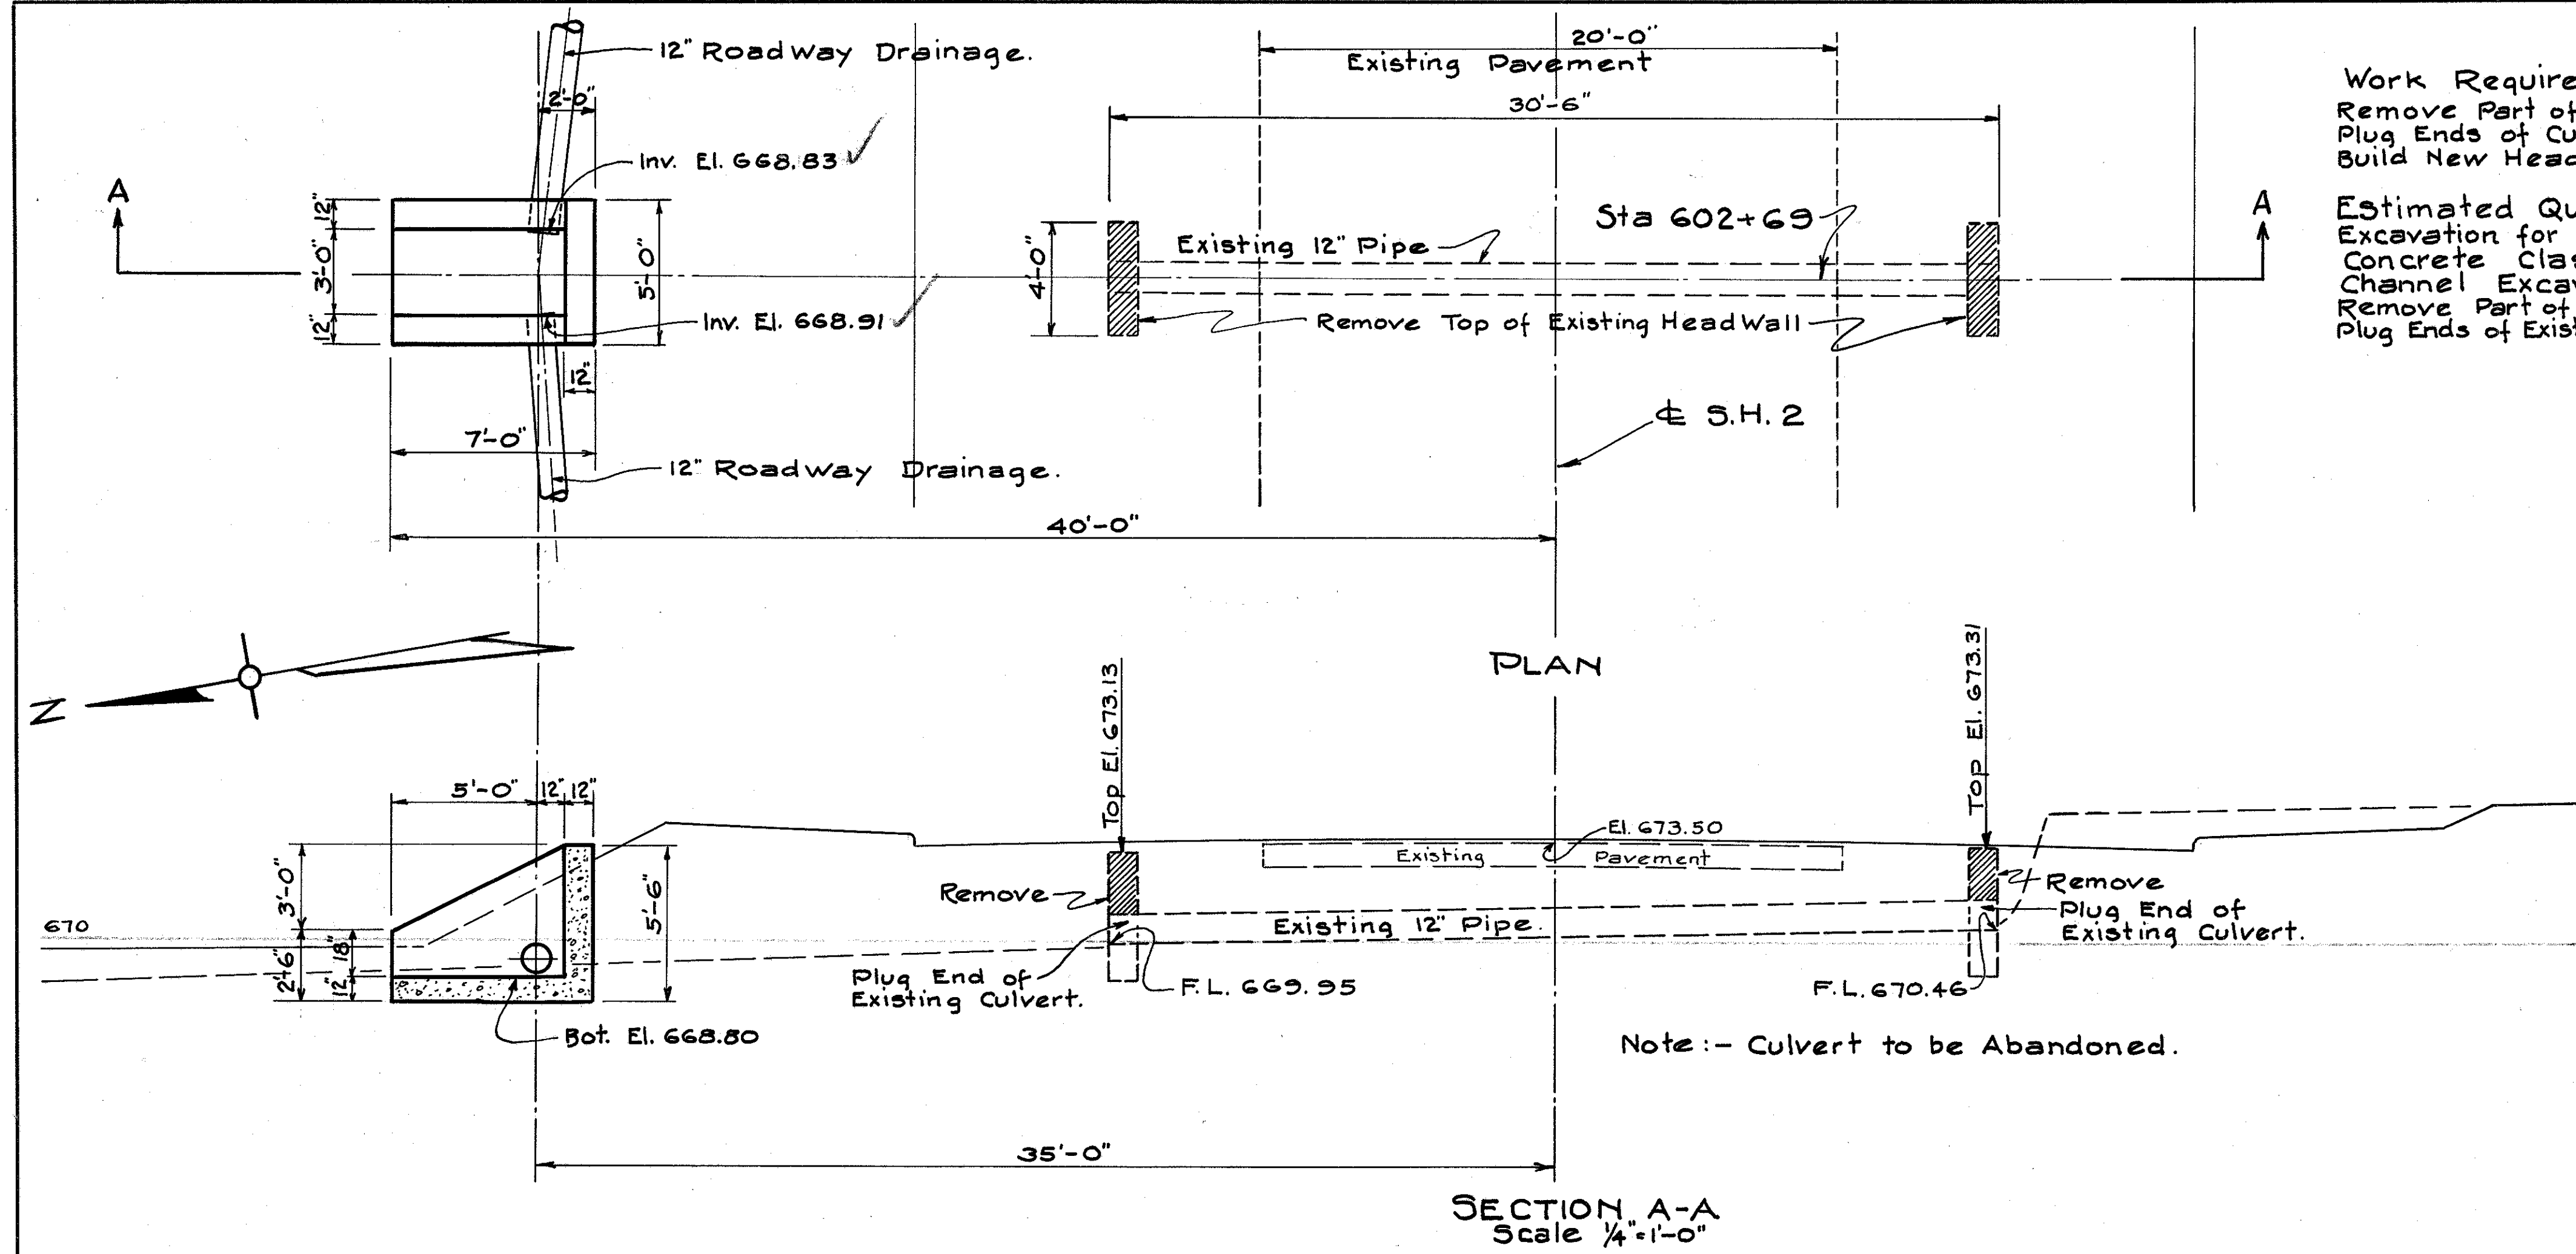 12" Roadway Drainage.
2'-0"
Inv. El. 668.83
20'-0"
Existing Pavement
30'-6"
Work Require
Remove Part of
Plug Ends of Cu
Build New Head
A
12"
3'-0"
12"
5'-0"
Inv. El. 668.91
12"
7'-0"
12" Roadway Drainage.
4'-0"
Existing 12" Pipe
Sta 602+69
Remove Top of Existing Head Wall
A
Estimated Qu
Excavation for
Concrete Clas
Channel Excav
Remove Part of
Plug Ends of Exist
℄ S.H. 2
40'-0"
PLAN
N
Top El. 673.13
Top El. 673.31
5'-0"
12"
12"
3'-0"
2'-6"
18"
12"
5'-6"
670
Bot. El. 668.80
El. 673.50
Existing Pavement
Remove
Existing 12" Pipe.
Plug End of
Existing Culvert.
F.L. 669.95
Remove
Plug End of
Existing Culvert.
F.L. 670.46
Note:- Culvert to be Abandoned.
35'-0"
SECTION A-A
Scale ¼"=1'-0"